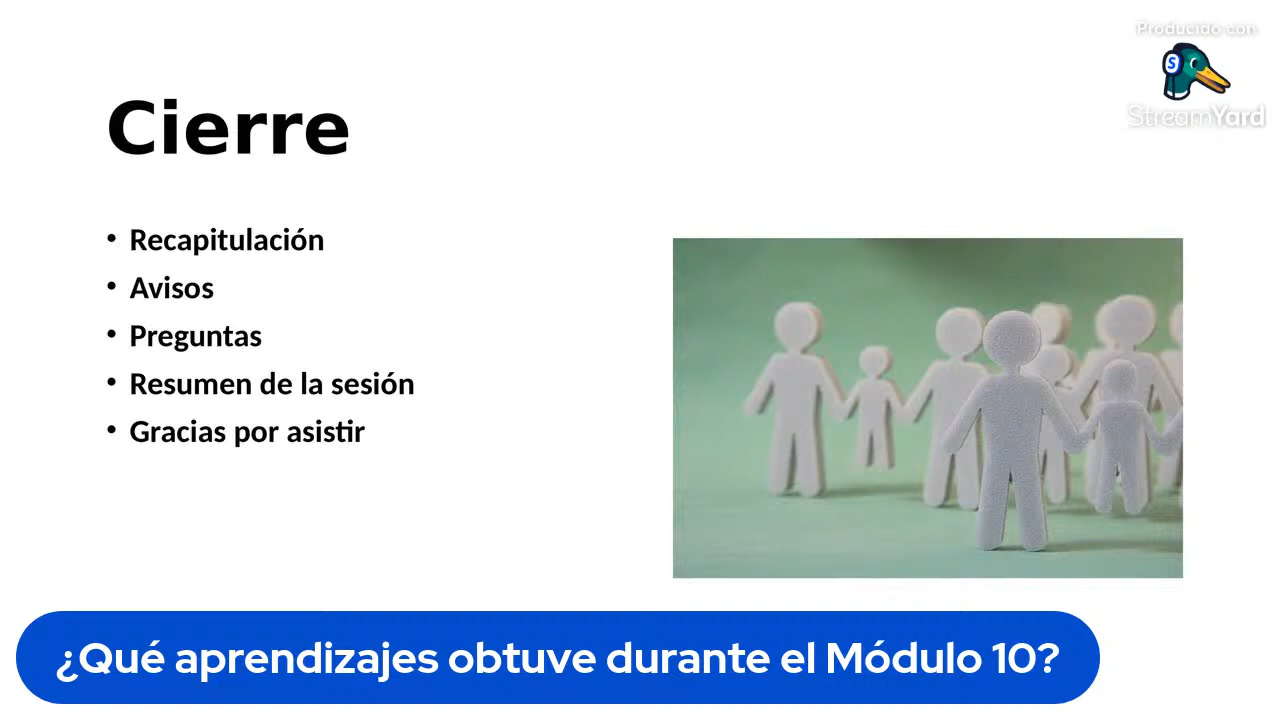 Producido con
S
StreamYard
Cierre
• Recapitulación
• Avisos
• Preguntas
• Resumen de la sesión
• Gracias por asistir
¿Qué aprendizajes obtuve durante el Módulo 10?